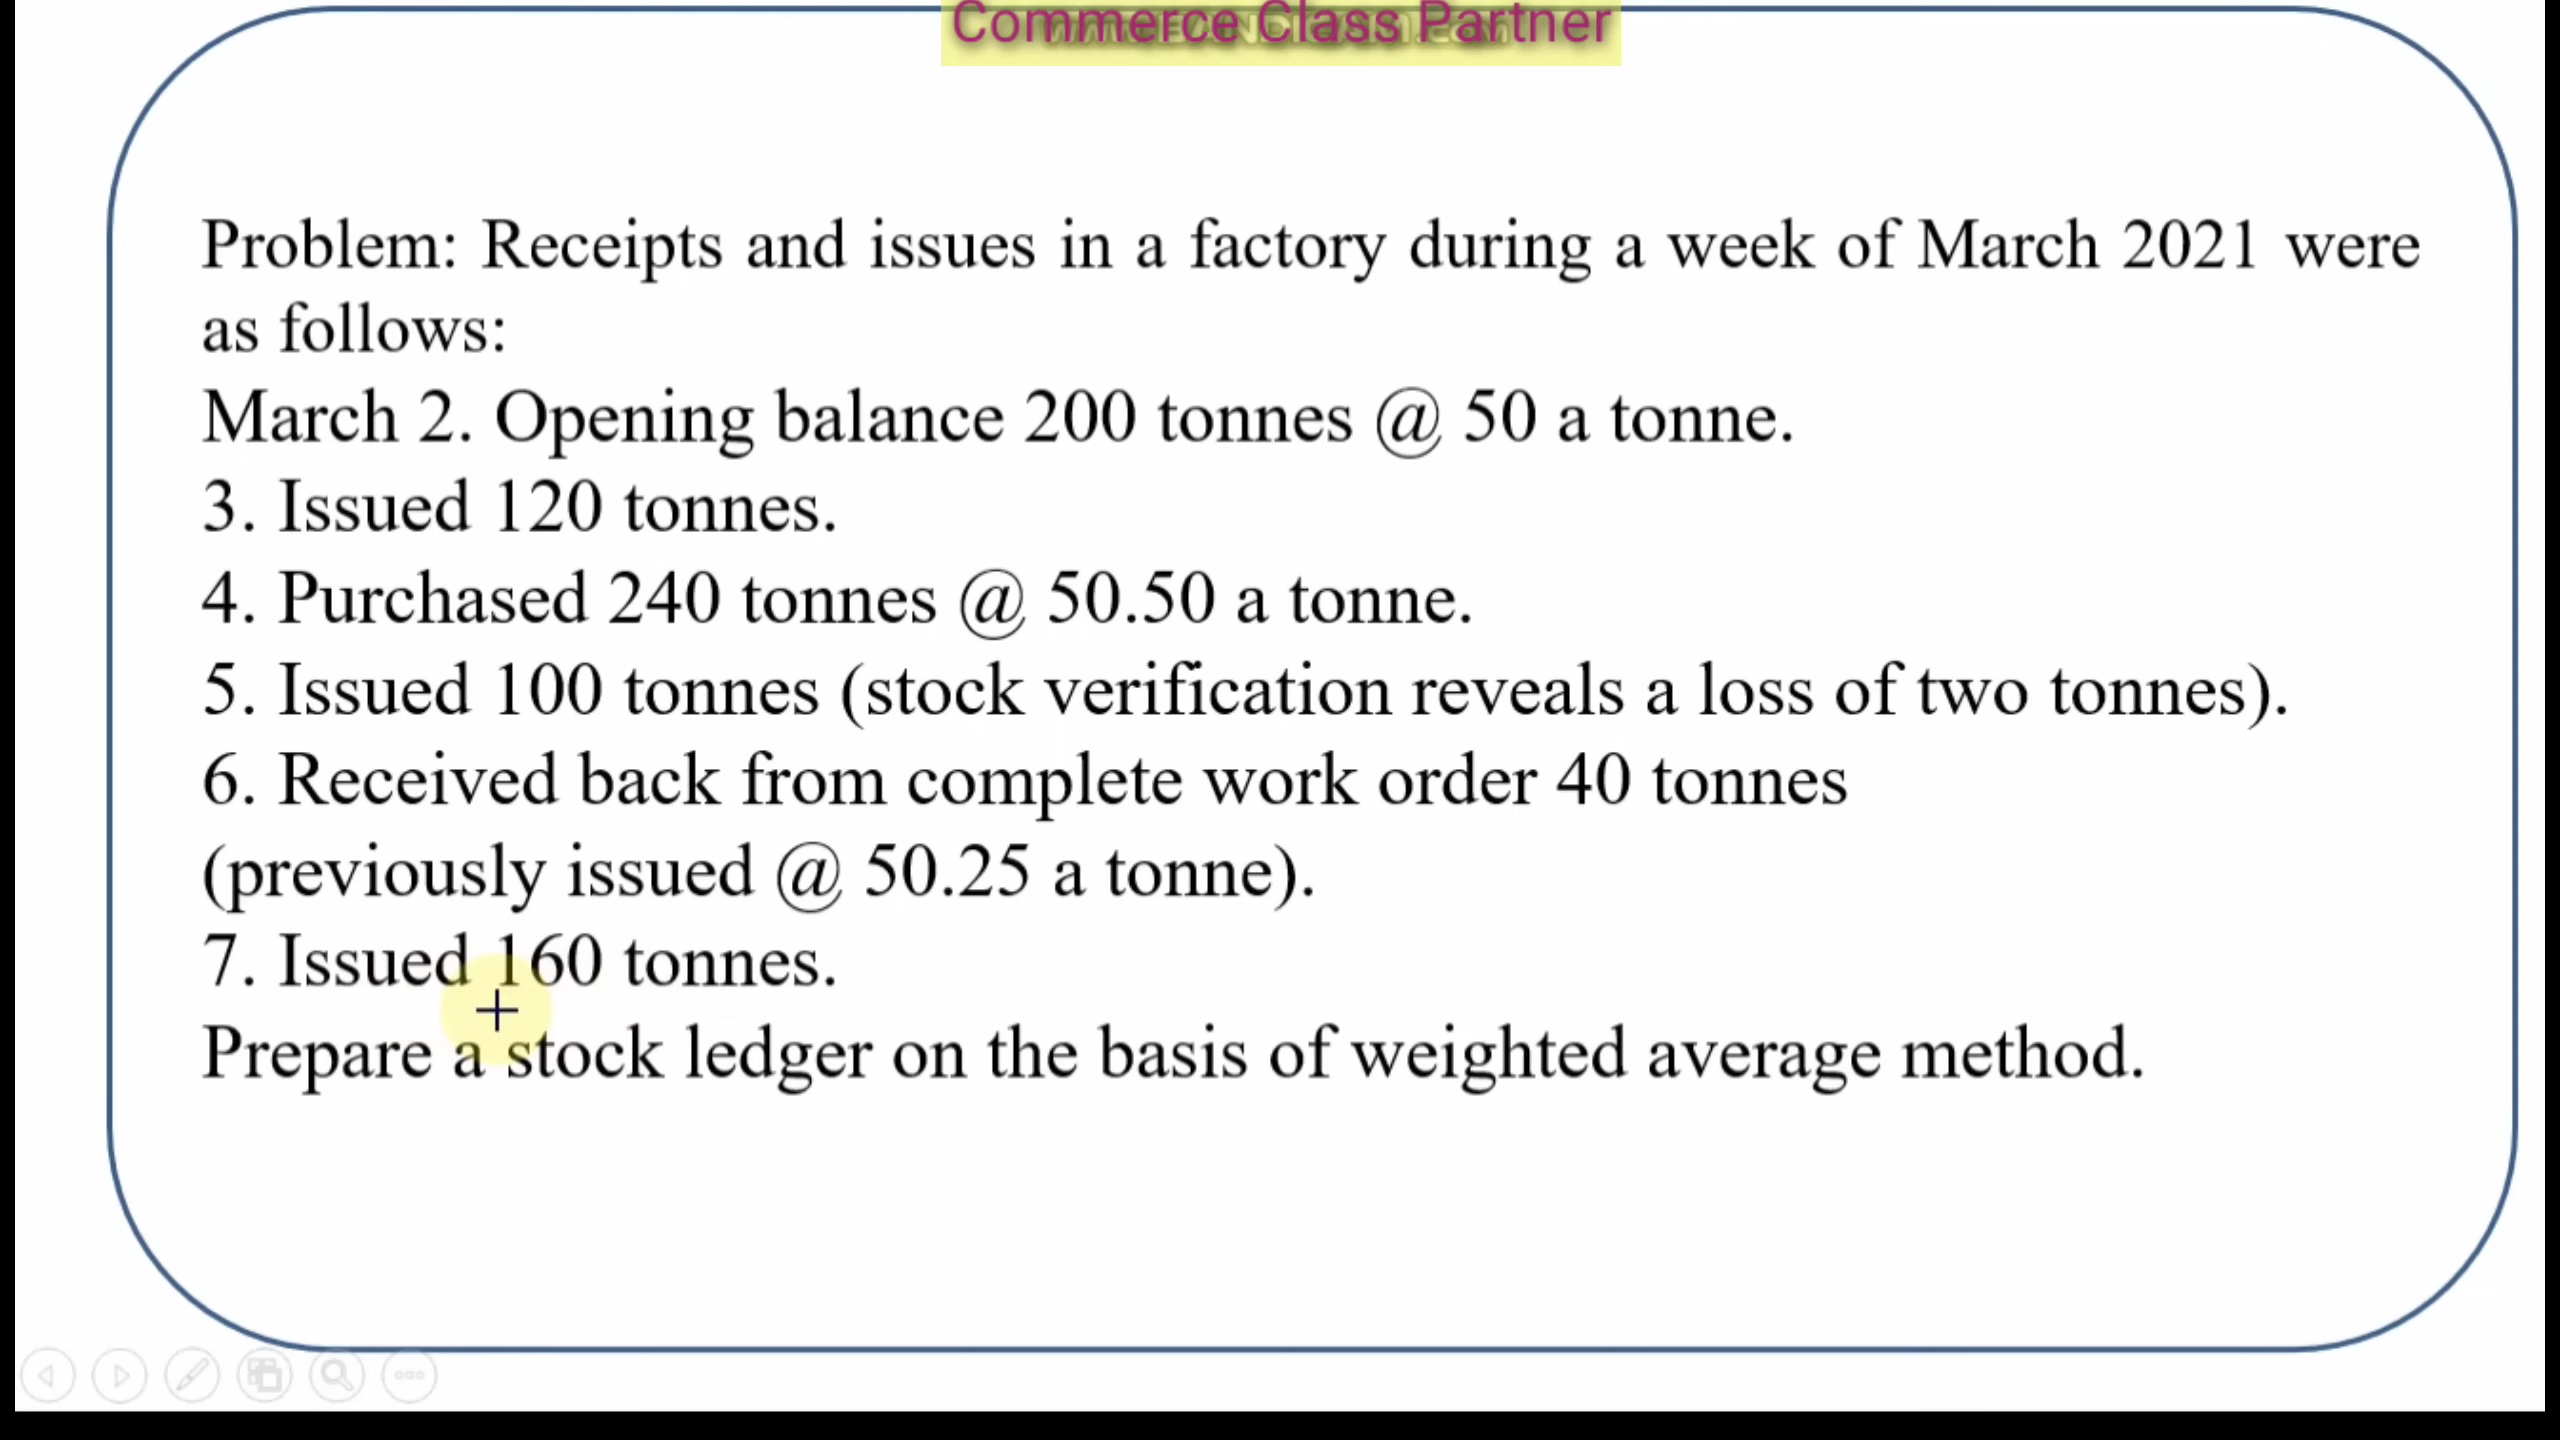 Commerce Class Partner
Problem: Receipts and issues in a factory during a week of March 2021 were
as follows:
March 2. Opening balance 200 tonnes @ 50 a tonne.
3. Issued 120 tonnes.
4. Purchased 240 tonnes @ 50.50 a tonne.
5. Issued 100 tonnes (stock verification reveals a loss of two tonnes).
6. Received back from complete work order 40 tonnes
(previously issued @ 50.25 a tonne).
7. Issued 160 tonnes.
Prepare a stock ledger on the basis of weighted average method.